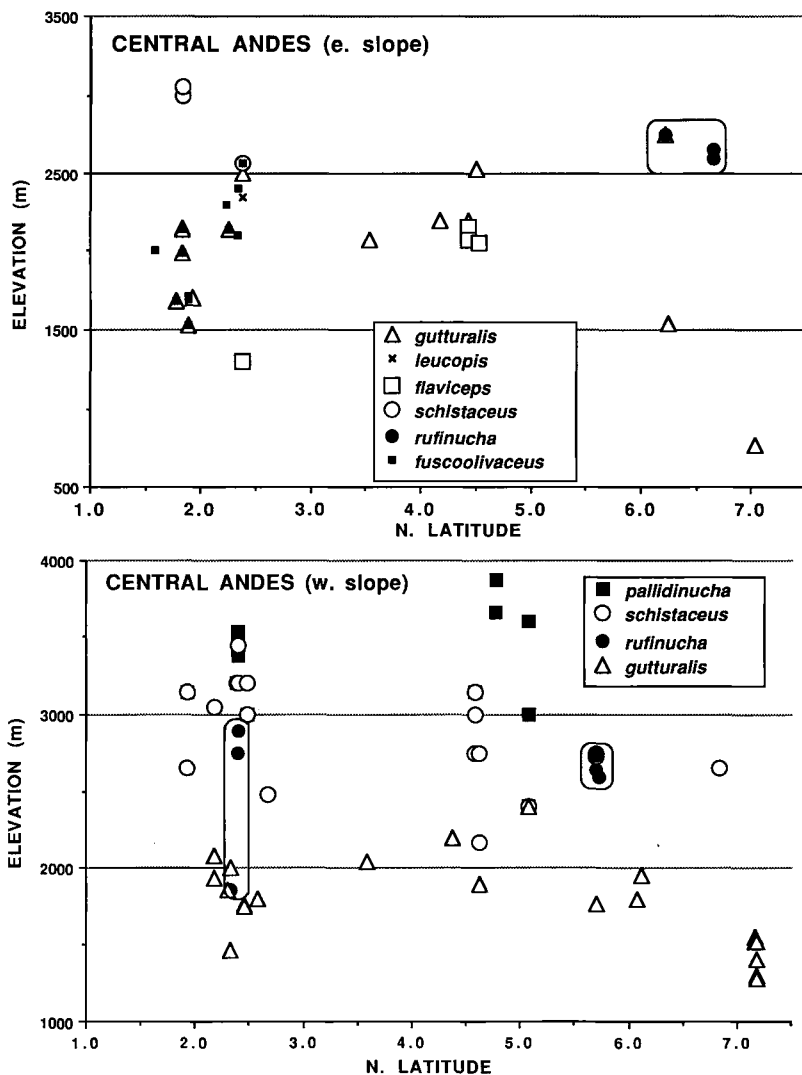 CENTRAL ANDES (e. slope)
3500
2500
1500
500
ELEVATION (m)
gutturalis
leucopis
flaviceps
schistaceus
rufinucha
fuscoolivaceus
1.0 2.0 3.0 4.0 5.0 6.0 7.0
N. LATITUDE
CENTRAL ANDES (w. slope)
4000
3000
2000
1000
ELEVATION (m)
pallidinucha
schistaceus
rufinucha
gutturalis
1.0 2.0 3.0 4.0 5.0 6.0 7.0
N. LATITUDE